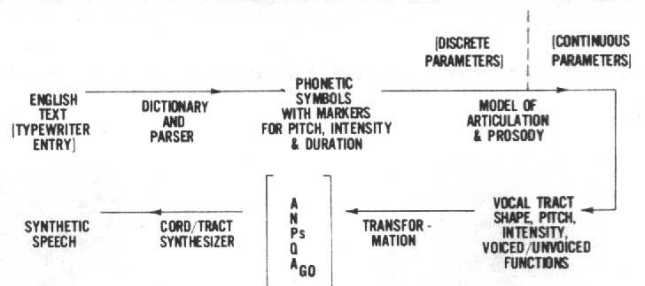 [DISCRETE
PARAMETERS]
[CONTINUOUS
PARAMETERS]
ENGLISH
TEXT
[TYPEWRITER
ENTRY]
DICTIONARY
AND
PARSER
PHONETIC
SYMBOLS
WITH MARKERS
FOR PITCH, INTENSITY
& DURATION
MODEL OF
ARTICULATION
& PROSODY
SYNTHETIC
SPEECH
CORD/TRACT
SYNTHESIZER
A
N
Ps
Q
AGO
TRANSFOR-
MATION
VOCAL TRACT
SHAPE, PITCH,
INTENSITY,
VOICED/UNVOICED
FUNCTIONS